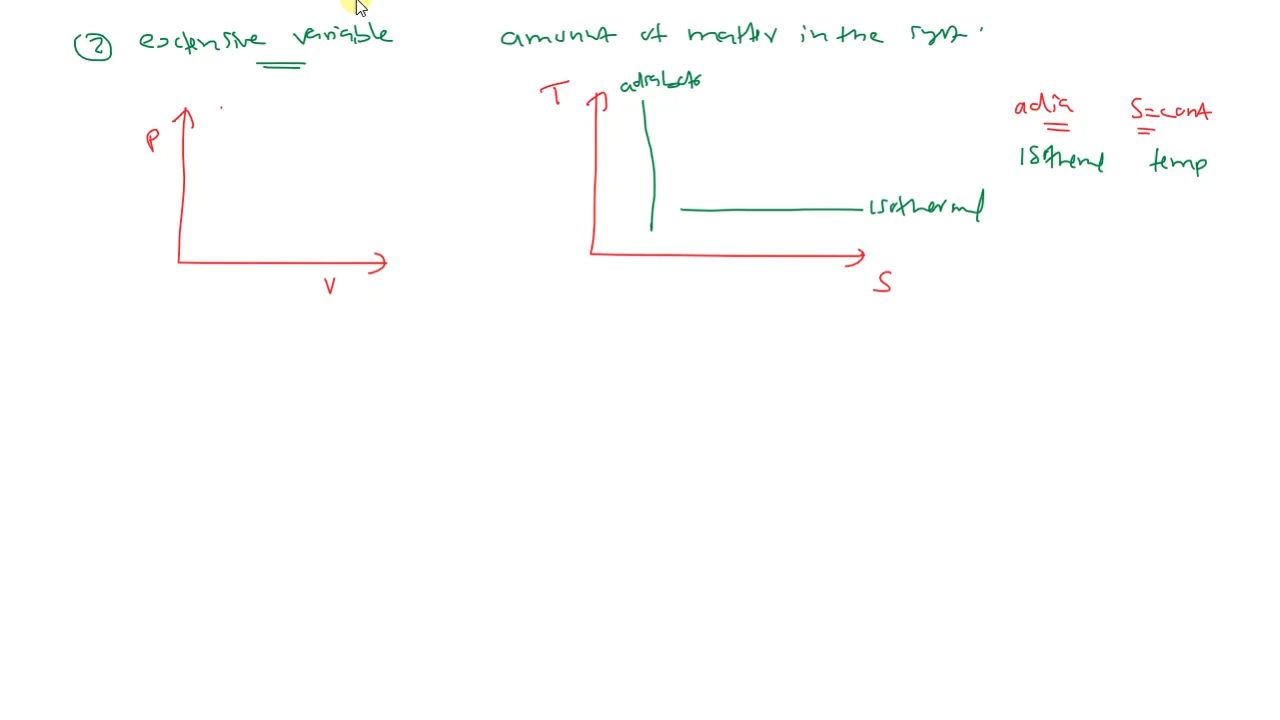 ② extensive variable amount of matter in the syst.
T adiabatic
P adia S=const
isothermal temp
isothermal
V S